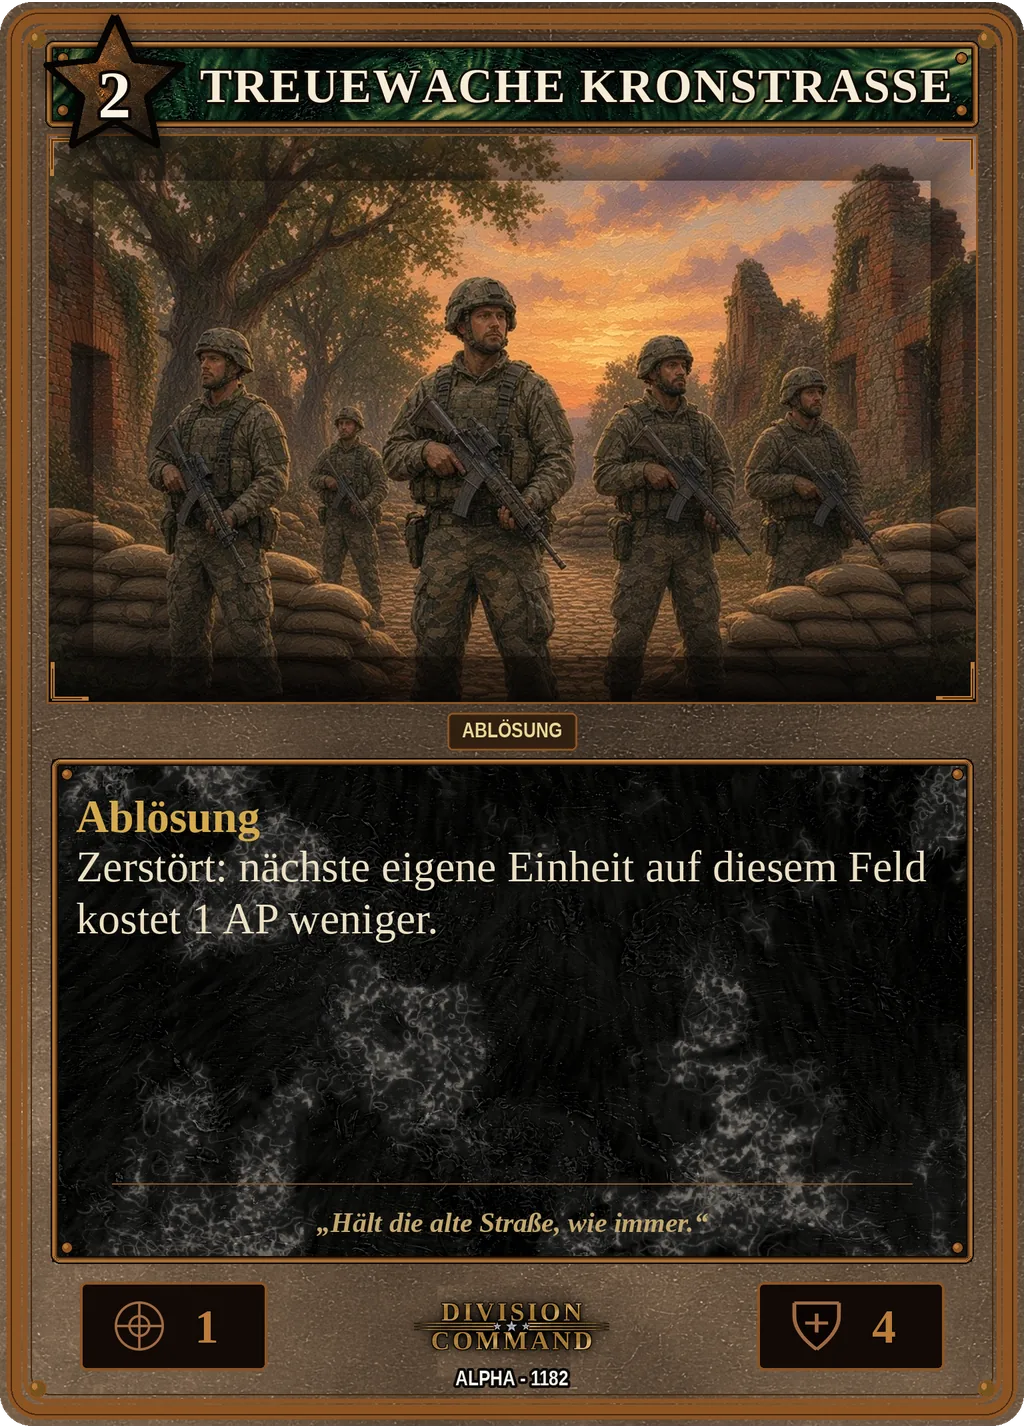 2
TREUEWACHE KRONSTRASSE
ABLÖSUNG
Ablösung
Zerstört: nächste eigene Einheit auf diesem Feld
kostet 1 AP weniger.
„Hält die alte Straße, wie immer.“
1
DIVISION
COMMAND
4
ALPHA - 1182